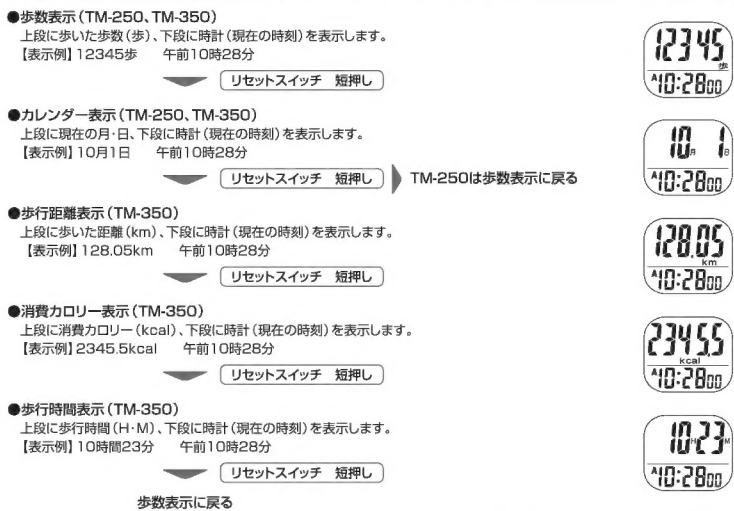 ●歩数表示（TM-250、TM-350）
上段に歩いた歩数（歩）、下段に時計（現在の時刻）を表示します。
【表示例】12345歩　午前10時28分
12345歩
A10:2800
リセットスイッチ　短押し
●カレンダー表示（TM-250、TM-350）
上段に現在の月・日、下段に時計（現在の時刻）を表示します。
【表示例】10月1日　午前10時28分
10月 1日
A10:2800
リセットスイッチ　短押し　TM-250は歩数表示に戻る
●歩行距離表示（TM-350）
上段に歩いた距離（km）、下段に時計（現在の時刻）を表示します。
【表示例】128.05km　午前10時28分
128.05
km
A10:2800
リセットスイッチ　短押し
●消費カロリー表示（TM-350）
上段に消費カロリー（kcal）、下段に時計（現在の時刻）を表示します。
【表示例】2345.5kcal　午前10時28分
2345.5
kcal
A10:2800
リセットスイッチ　短押し
●歩行時間表示（TM-350）
上段に歩行時間（H・M）、下段に時計（現在の時刻）を表示します。
【表示例】10時間23分　午前10時28分
10H23M
A10:2800
リセットスイッチ　短押し
歩数表示に戻る